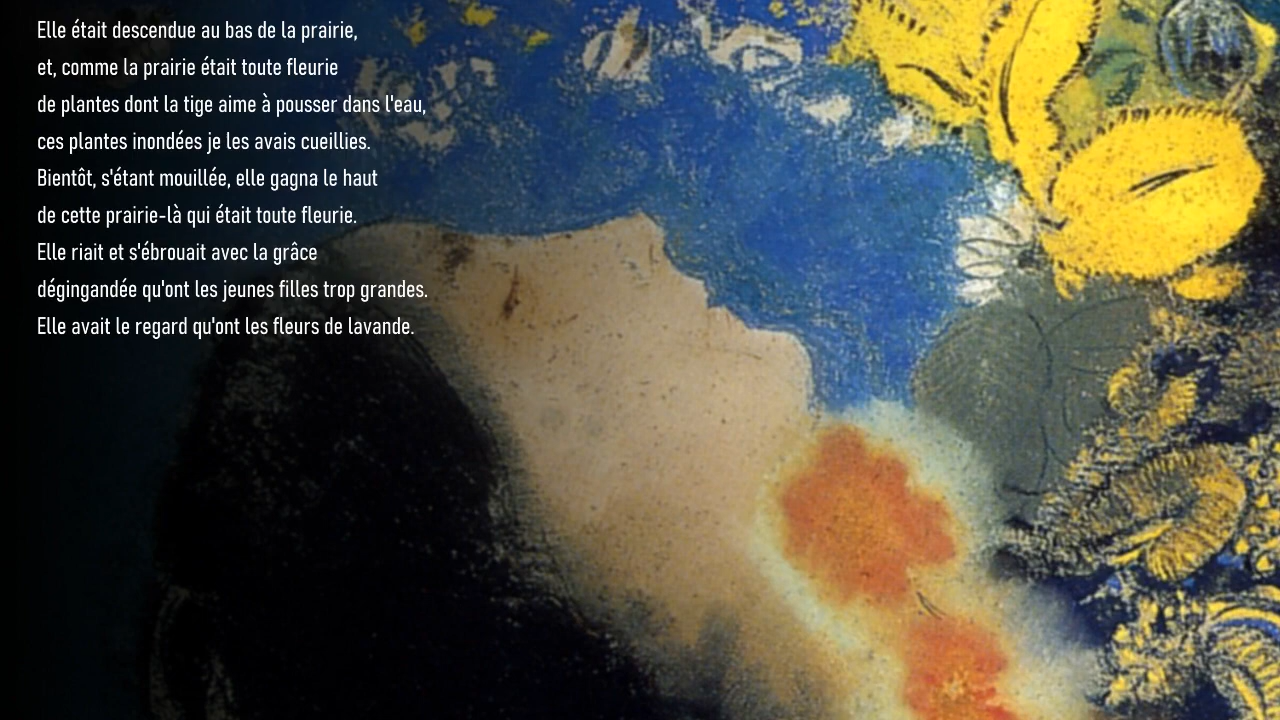 Elle était descendue au bas de la prairie,
et, comme la prairie était toute fleurie
de plantes dont la tige aime à pousser dans l'eau,
ces plantes inondées je les avais cueillies.
Bientôt, s'étant mouillée, elle gagna le haut
de cette prairie-là qui était toute fleurie.
Elle riait et s'ébrouait avec la grâce
dégingandée qu'ont les jeunes filles trop grandes.
Elle avait le regard qu'ont les fleurs de lavande.